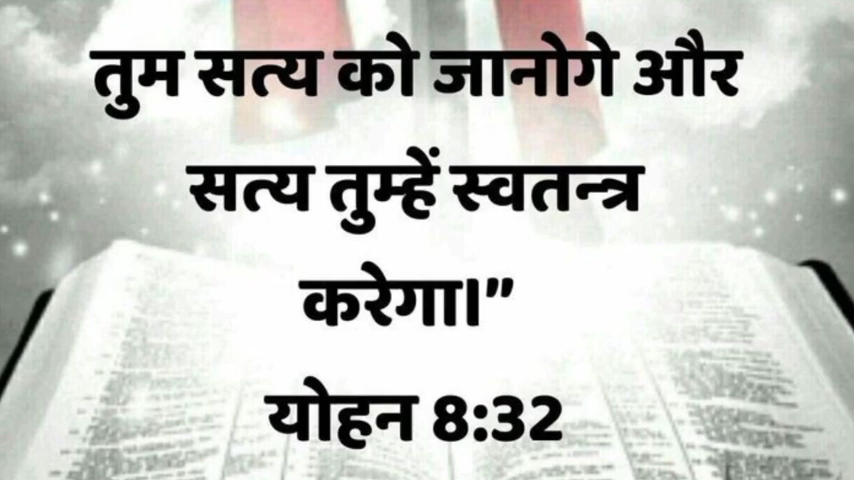 तुम सत्य को जानोगे और
सत्य तुम्हें स्वतन्त्र
करेगा।”
योहन 8:32